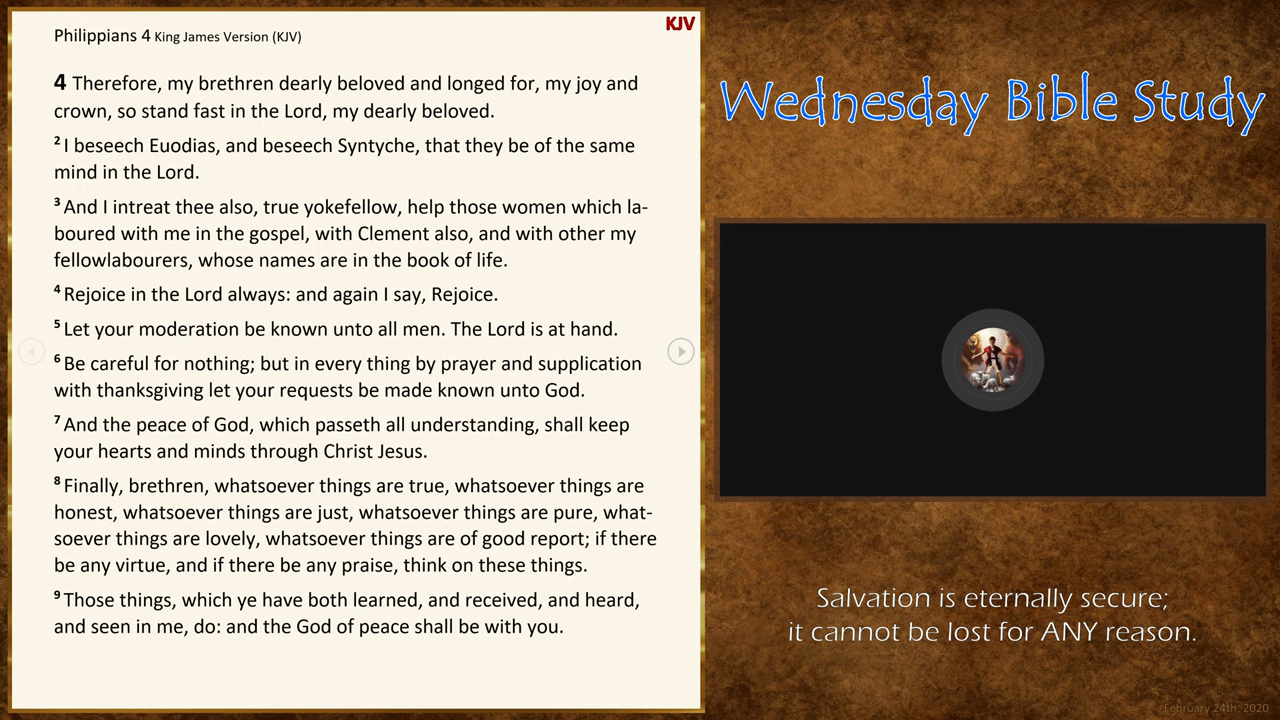 Philippians 4 King James Version (KJV)
KJV
4 Therefore, my brethren dearly beloved and longed for, my joy and
crown, so stand fast in the Lord, my dearly beloved.
2 I beseech Euodias, and beseech Syntyche, that they be of the same
mind in the Lord.
3 And I intreat thee also, true yokefellow, help those women which la-
boured with me in the gospel, with Clement also, and with other my
fellowlabourers, whose names are in the book of life.
4 Rejoice in the Lord always: and again I say, Rejoice.
5 Let your moderation be known unto all men. The Lord is at hand.
6 Be careful for nothing; but in every thing by prayer and supplication
with thanksgiving let your requests be made known unto God.
7 And the peace of God, which passeth all understanding, shall keep
your hearts and minds through Christ Jesus.
8 Finally, brethren, whatsoever things are true, whatsoever things are
honest, whatsoever things are just, whatsoever things are pure, what-
soever things are lovely, whatsoever things are of good report; if there
be any virtue, and if there be any praise, think on these things.
9 Those things, which ye have both learned, and received, and heard,
and seen in me, do: and the God of peace shall be with you.
Wednesday Bible Study
Salvation is eternally secure;
it cannot be lost for ANY reason.
February 24th, 2020